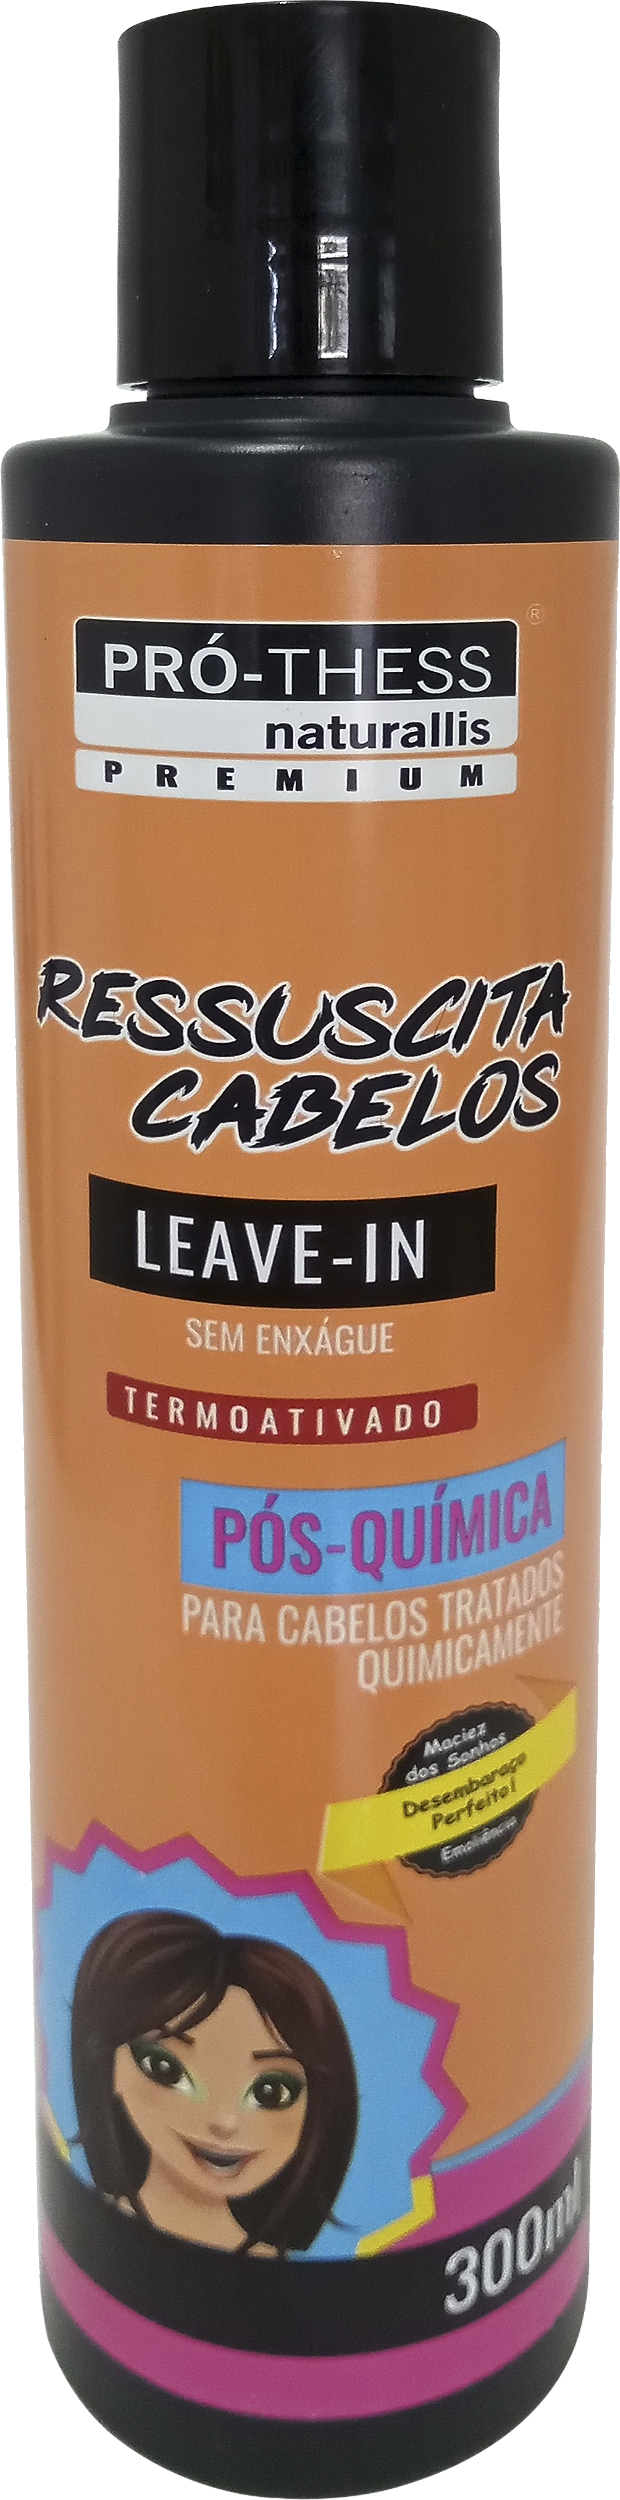 ®
PRÓ-THESS
naturallis
PREMIUM
RESSUSCITA
CABELOS
LEAVE-IN
SEM ENXÁGUE
TERMOATIVADO
PÓS-QUÍMICA
PARA CABELOS TRATADOS
QUIMICAMENTE
Maciez
dos Sonhos
Desembaraço
Perfeito!
Emoliência
300ml